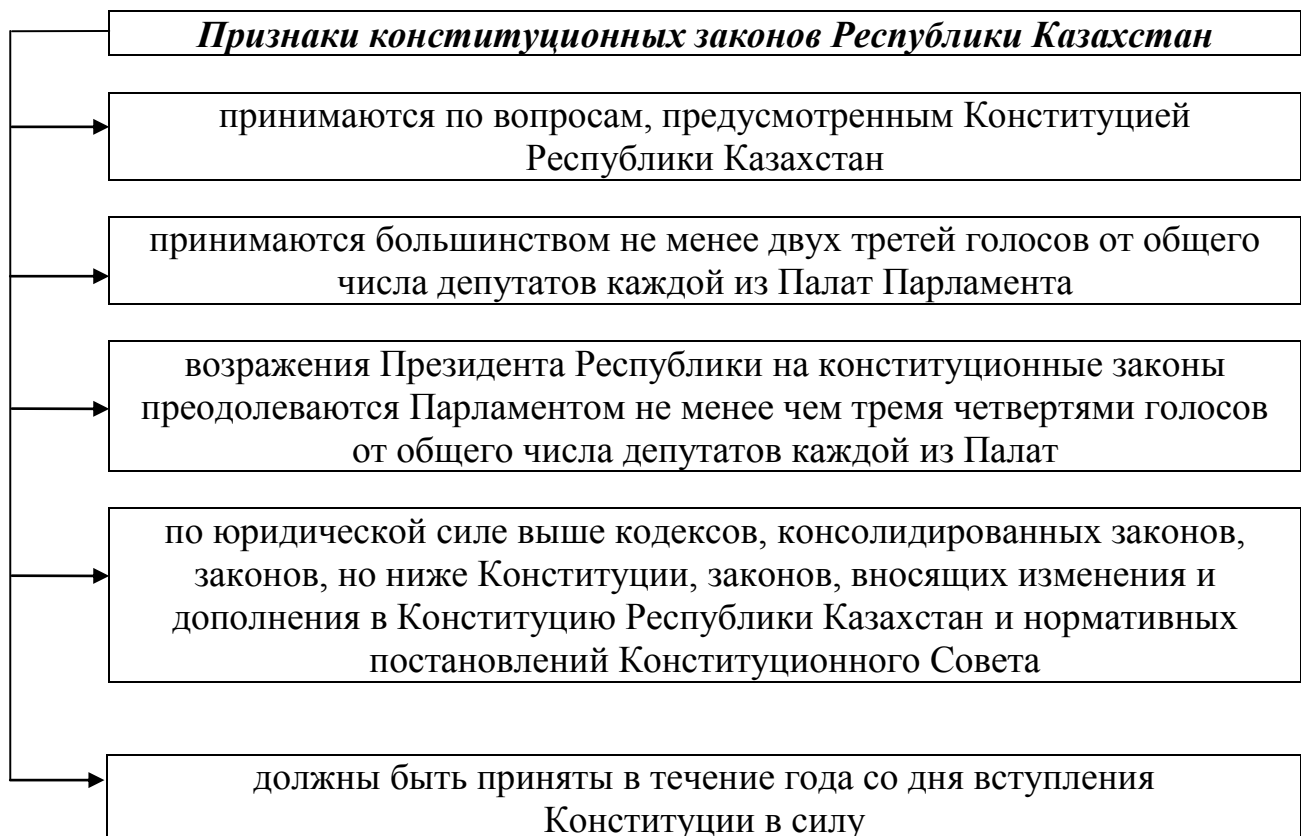 Признаки конституционных законов Республики Казахстан
принимаются по вопросам, предусмотренным Конституцией
Республики Казахстан
принимаются большинством не менее двух третей голосов от общего
числа депутатов каждой из Палат Парламента
возражения Президента Республики на конституционные законы
преодолеваются Парламентом не менее чем тремя четвертями голосов
от общего числа депутатов каждой из Палат
по юридической силе выше кодексов, консолидированных законов,
законов, но ниже Конституции, законов, вносящих изменения и
дополнения в Конституцию Республики Казахстан и нормативных
постановлений Конституционного Совета
должны быть приняты в течение года со дня вступления
Конституции в силу